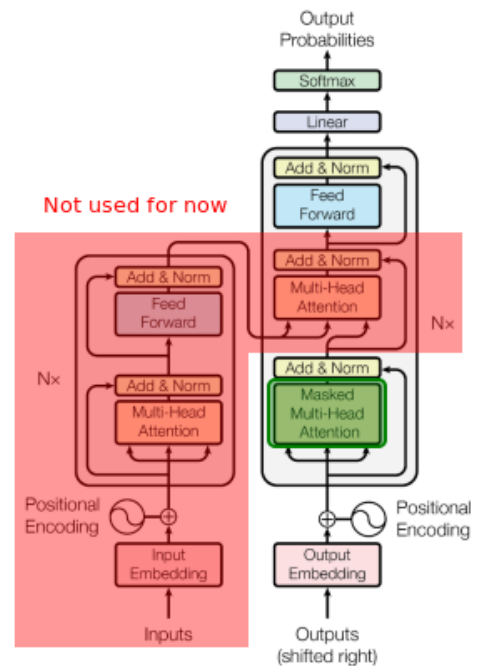 Output
Probabilities
Softmax
Linear
Add & Norm
Feed
Forward
Not used for now
Add & Norm
Multi-Head
Attention
Nx
Add & Norm
Masked
Multi-Head
Attention
Positional
Encoding
Output
Embedding
Outputs
(shifted right)
Add & Norm
Feed
Forward
Nx
Add & Norm
Multi-Head
Attention
Positional
Encoding
Input
Embedding
Inputs